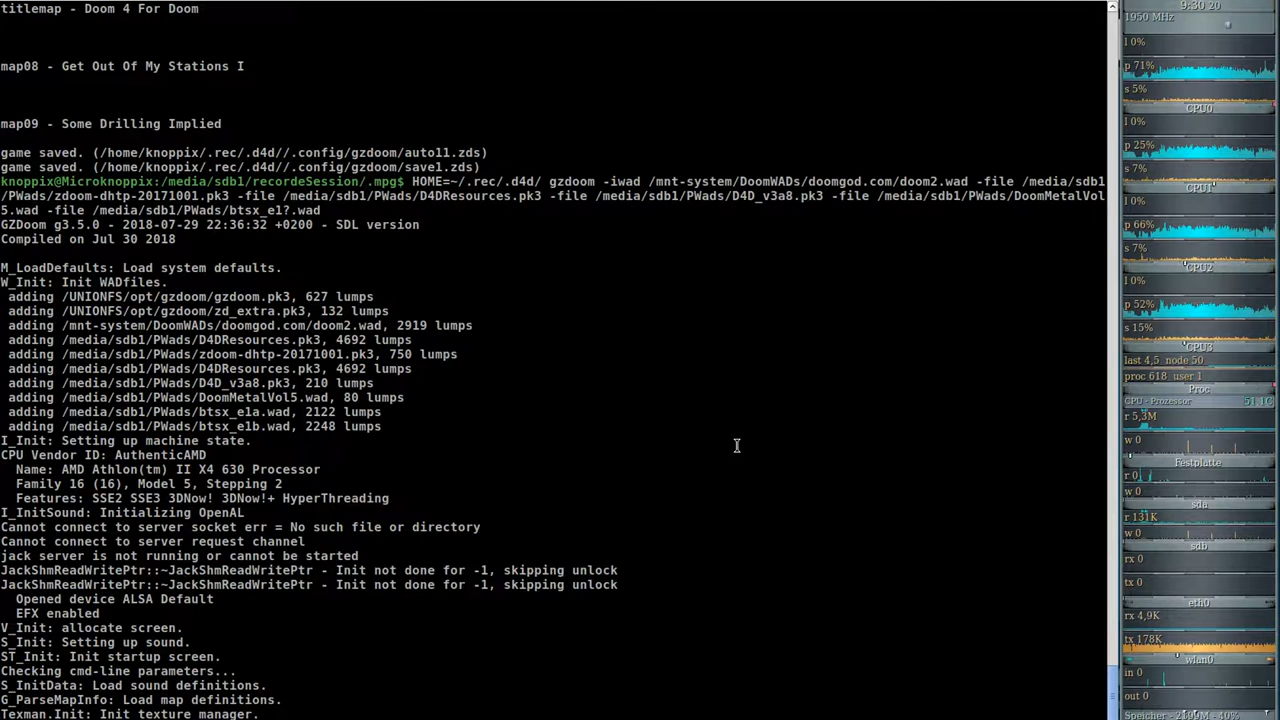 titlemap - Doom 4 For Doom
map08 - Get Out Of My Stations I
map09 - Some Drilling Implied
game saved. (/home/knoppix/.rec/.d4d//.config/gzdoom/auto11.zds)
game saved. (/home/knoppix/.rec/.d4d//.config/gzdoom/save1.zds)
knoppix@Microknoppix:/media/sdb1/recordeSession/.mpg$ HOME=~/.rec/.d4d/ gzdoom -iwad /mnt-system/DoomWADs/doomgod.com/doom2.wad -file /media/sdb1
/PWads/zdoom-dhtp-20171001.pk3 -file /media/sdb1/PWads/D4DResources.pk3 -file /media/sdb1/PWads/D4D_v3a8.pk3 -file /media/sdb1/PWads/DoomMetalVol
5.wad -file /media/sdb1/PWads/btsx_e1?.wad
GZDoom g3.5.0 - 2018-07-29 22:36:32 +0200 - SDL version
Compiled on Jul 30 2018
M_LoadDefaults: Load system defaults.
W_Init: Init WADfiles.
adding /UNIONFS/opt/gzdoom/gzdoom.pk3, 627 lumps
adding /UNIONFS/opt/gzdoom/zd_extra.pk3, 132 lumps
adding /mnt-system/DoomWADs/doomgod.com/doom2.wad, 2919 lumps
adding /media/sdb1/PWads/D4DResources.pk3, 4692 lumps
adding /media/sdb1/PWads/zdoom-dhtp-20171001.pk3, 750 lumps
adding /media/sdb1/PWads/D4DResources.pk3, 4692 lumps
adding /media/sdb1/PWads/D4D_v3a8.pk3, 210 lumps
adding /media/sdb1/PWads/DoomMetalVol5.wad, 80 lumps
adding /media/sdb1/PWads/btsx_e1a.wad, 2122 lumps
adding /media/sdb1/PWads/btsx_e1b.wad, 2248 lumps
I_Init: Setting up machine state.
CPU Vendor ID: AuthenticAMD
Name: AMD Athlon(tm) II X4 630 Processor
Family 16 (16), Model 5, Stepping 2
Features: SSE2 SSE3 3DNow! 3DNow!+ HyperThreading
I_InitSound: Initializing OpenAL
Cannot connect to server socket err = No such file or directory
Cannot connect to server request channel
jack server is not running or cannot be started
JackShmReadWritePtr::~JackShmReadWritePtr - Init not done for -1, skipping unlock
JackShmReadWritePtr::~JackShmReadWritePtr - Init not done for -1, skipping unlock
Opened device ALSA Default
EFX enabled
V_Init: allocate screen.
S_Init: Setting up sound.
ST_Init: Init startup screen.
Checking cmd-line parameters...
S_InitData: Load sound definitions.
G_ParseMapInfo: Load map definitions.
Texman.Init: Init texture manager.
9:30 20
1950 MHz
l 0%
p 71%
s 5%
CPU0
l 0%
p 25%
s 7%
CPU1
l 0%
p 66%
s 7%
CPU2
l 0%
p 52%
s 15%
CPU3
last 4,5 node 50
proc 618 user 1
Proc
CPU - Prozessor 51.1C
r 5,3M
w 0
Festplatte
r 0
w 0
sda
r 131K
w 0
sdb
rx 0
tx 0
eth0
rx 4,9K
tx 178K
wlan0
in 0
out 0
Speicher - 2199M - 40%